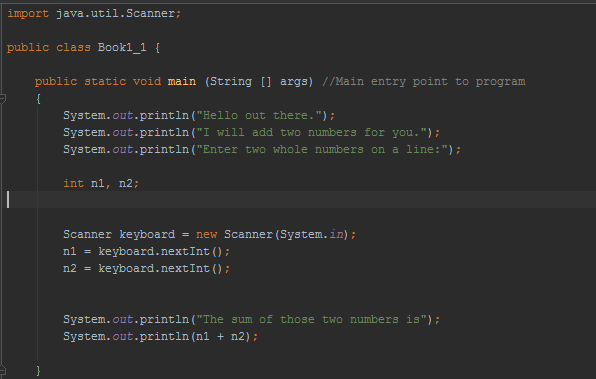 import java.util.Scanner;
public class Book1_1 {
public static void main (String [] args) //Main entry point to program
{
System.out.println("Hello out there.");
System.out.println("I will add two numbers for you.");
System.out.println("Enter two whole numbers on a line:");
int n1, n2;
Scanner keyboard = new Scanner(System.in);
n1 = keyboard.nextInt();
n2 = keyboard.nextInt();
System.out.println("The sum of those two numbers is");
System.out.println(n1 + n2);
}